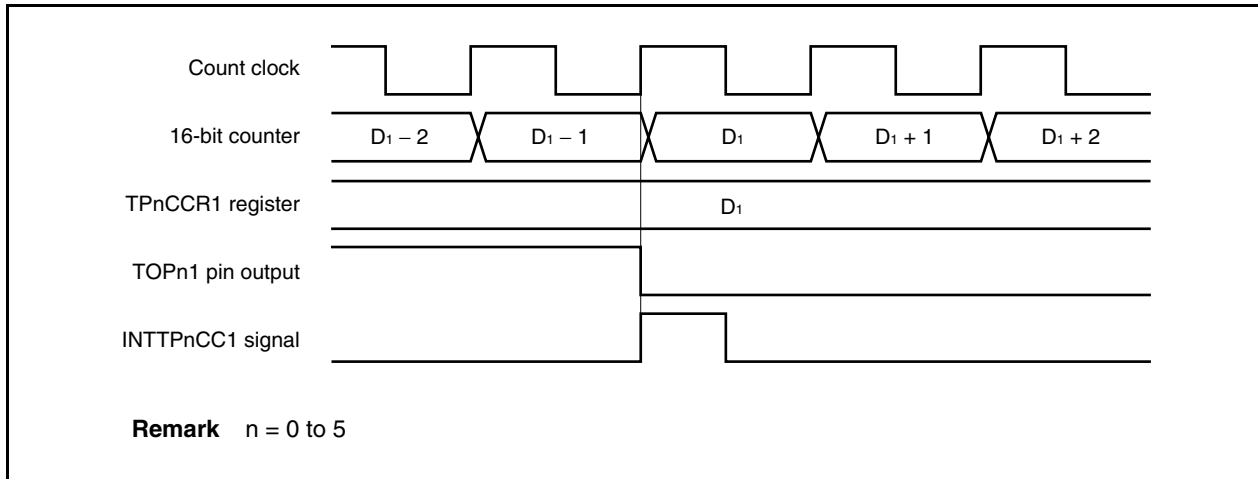 Count clock
16-bit counter D₁ − 2 D₁ − 1 D₁ D₁ + 1 D₁ + 2
TPnCCR1 register D₁
TOPn1 pin output
INTTPnCC1 signal
Remark n = 0 to 5